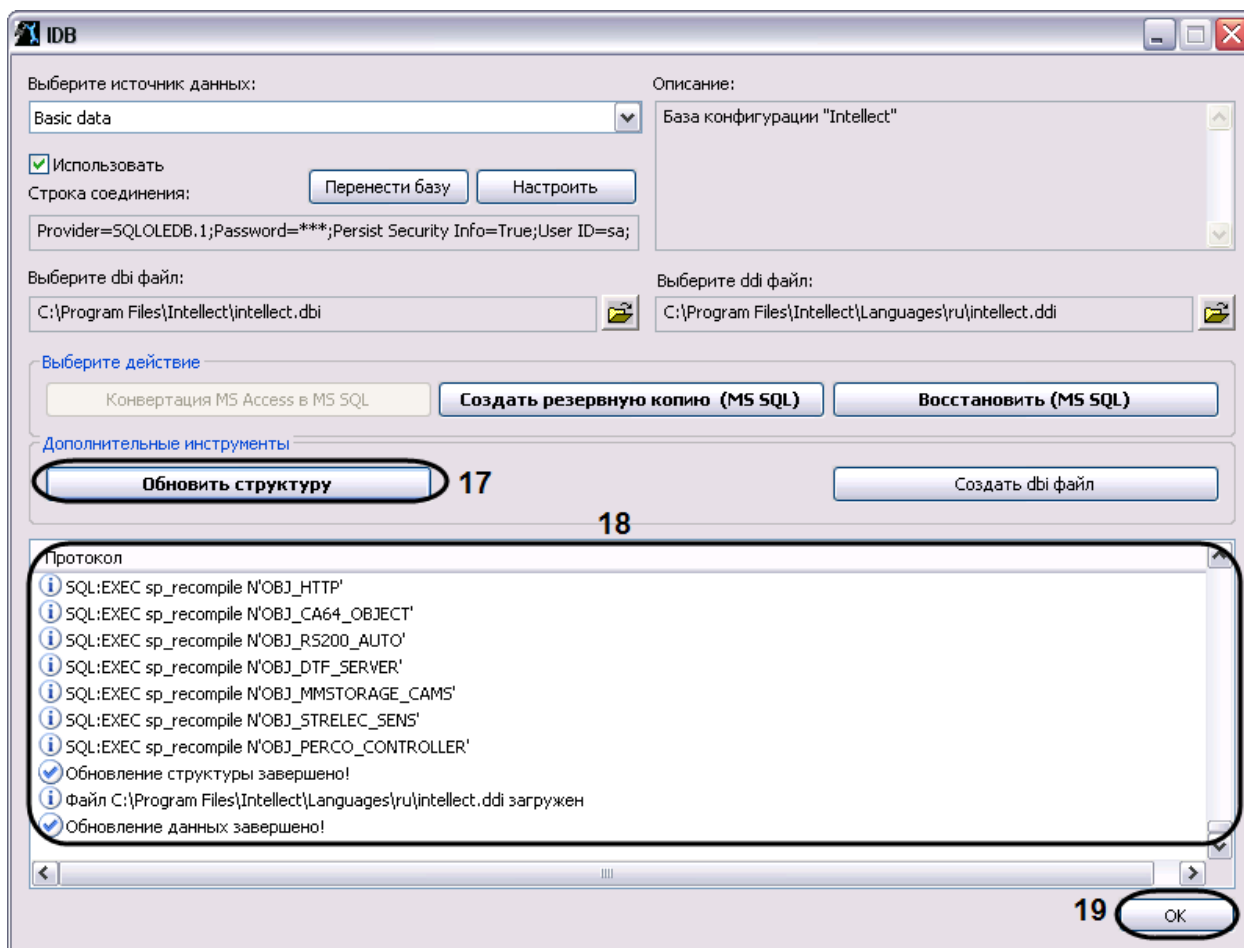 IDB
Выберите источник данных:
Описание:
Basic data
База конфигурации "Intellect"
Использовать
Строка соединения:
Перенести базу
Настроить
Provider=SQLOLEDB.1;Password=***;Persist Security Info=True;User ID=sa;
Выберите dbi файл:
Выберите ddi файл:
C:\Program Files\Intellect\intellect.dbi
C:\Program Files\Intellect\Languages\ru\intellect.ddi
Выберите действие
Конвертация MS Access в MS SQL
Создать резервную копию (MS SQL)
Восстановить (MS SQL)
Дополнительные инструменты
Обновить структуру
17
Создать dbi файл
18
Протокол
SQL:EXEC sp_recompile N'OBJ_HTTP'
SQL:EXEC sp_recompile N'OBJ_CA64_OBJECT'
SQL:EXEC sp_recompile N'OBJ_RS200_AUTO'
SQL:EXEC sp_recompile N'OBJ_DTF_SERVER'
SQL:EXEC sp_recompile N'OBJ_MMSTORAGE_CAMS'
SQL:EXEC sp_recompile N'OBJ_STRELEC_SENS'
SQL:EXEC sp_recompile N'OBJ_PERCO_CONTROLLER'
Обновление структуры завершено!
Файл C:\Program Files\Intellect\Languages\ru\intellect.ddi загружен
Обновление данных завершено!
19
OK